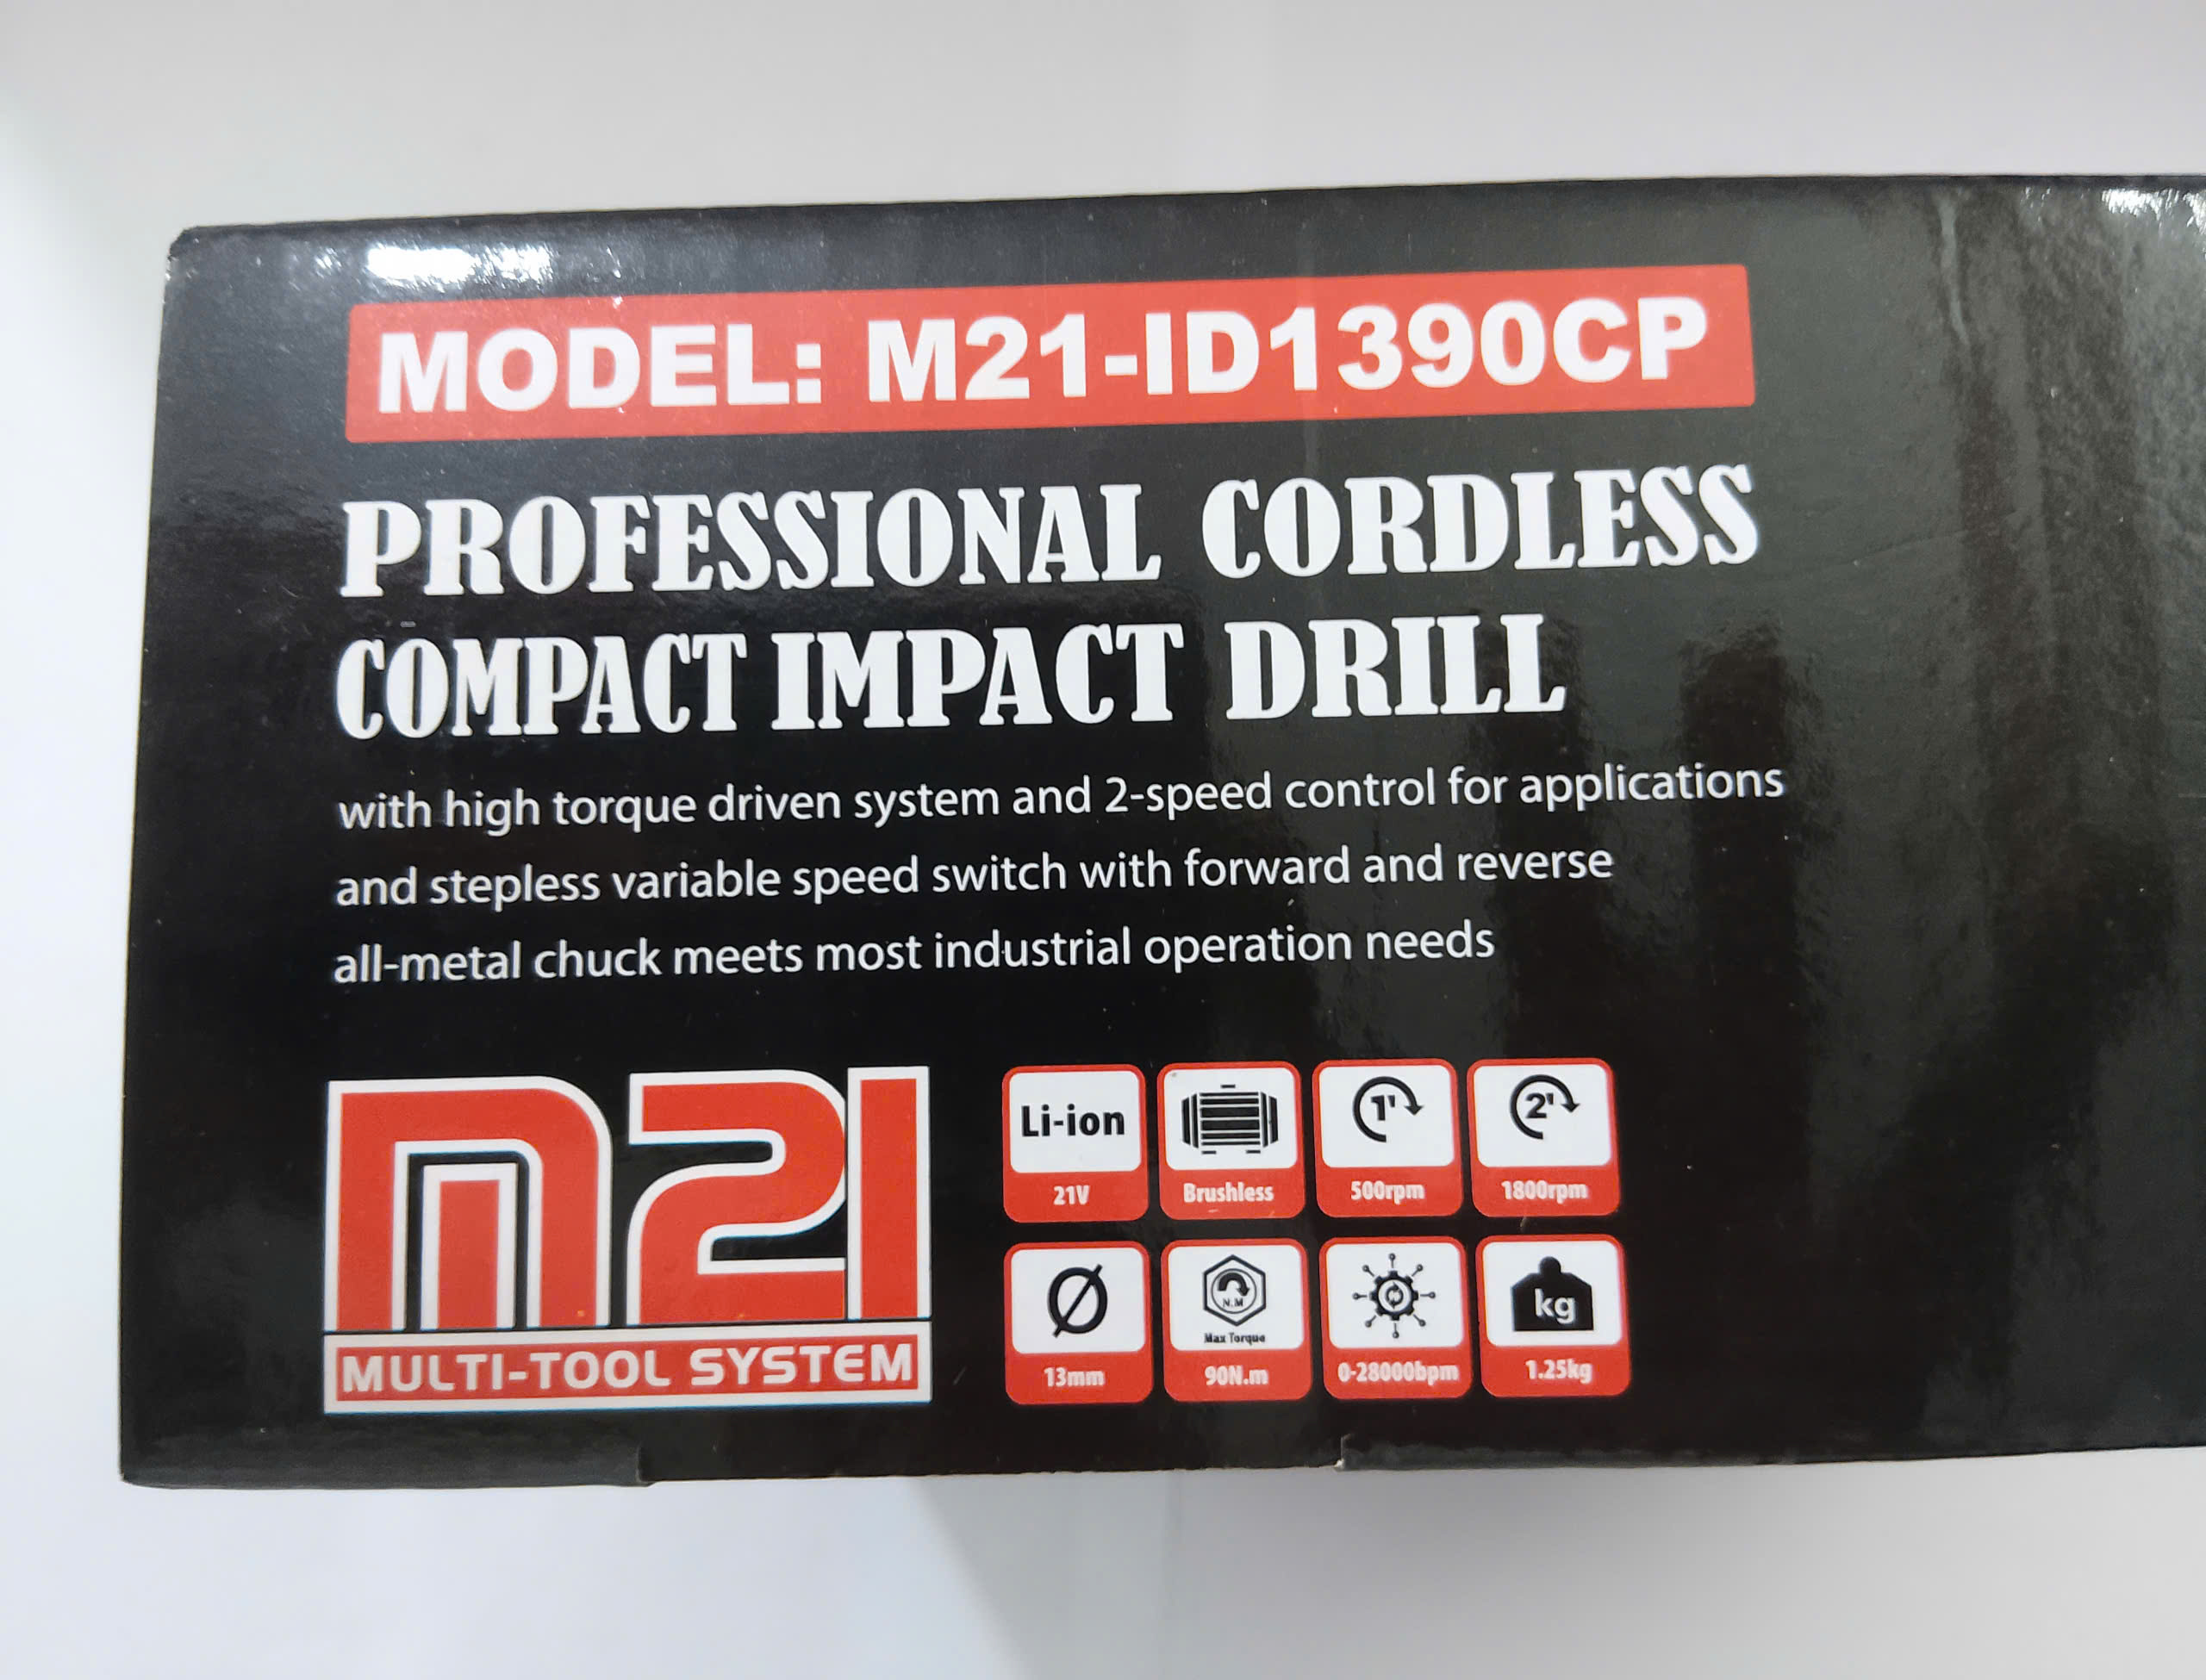 MODEL: M21-ID1390CP
PROFESSIONAL CORDLESS
COMPACT IMPACT DRILL
with high torque driven system and 2-speed control for applications
and stepless variable speed switch with forward and reverse
all-metal chuck meets most industrial operation needs
m21
MULTI-TOOL SYSTEM
Li-ion
21V
Brushless
1'
500rpm
2'
1800rpm
Ø
13mm
N.M
Max Torque
90N.m
0-28000bpm
kg
1.25kg